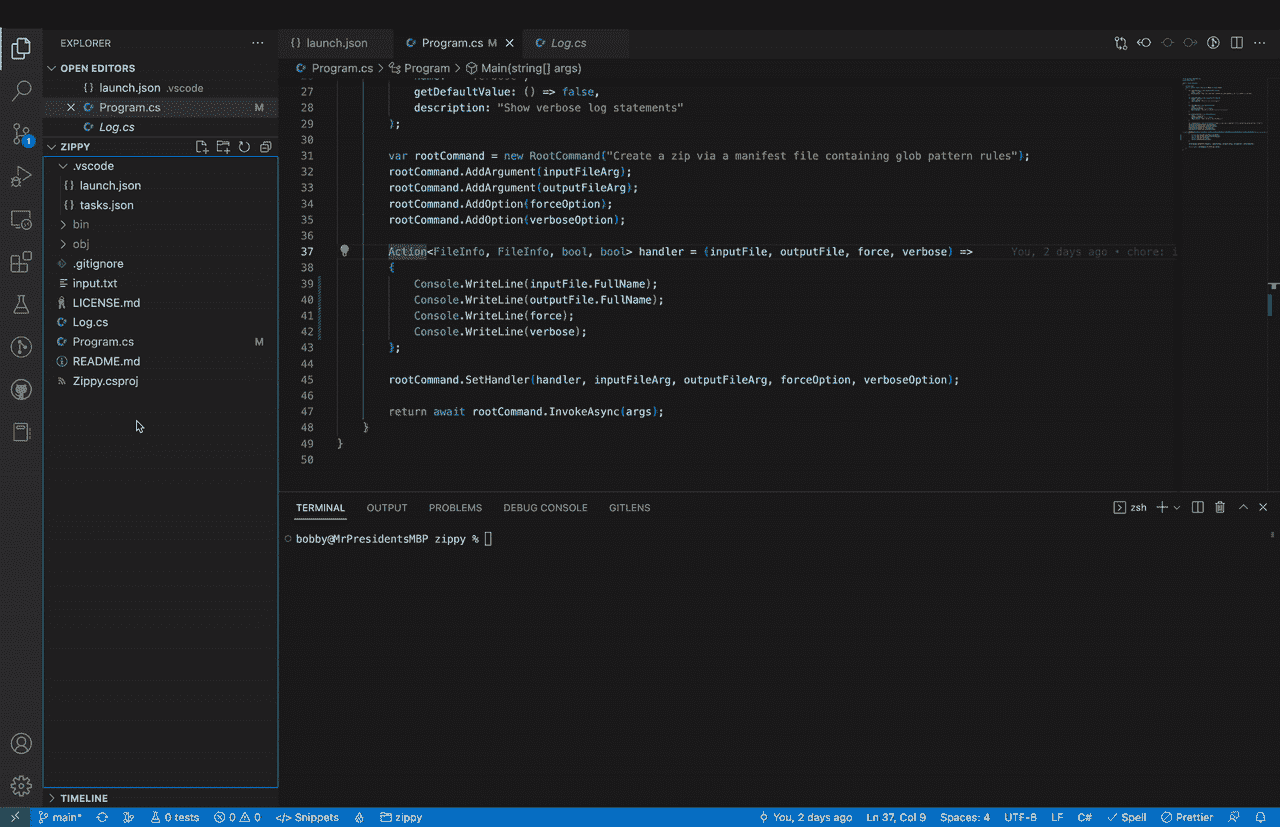 EXPLORER
OPEN EDITORS
{} launch.json .vscode
Program.cs M
Log.cs
ZIPPY
.vscode
{} launch.json
{} tasks.json
bin
obj
.gitignore
input.txt
LICENSE.md
Log.cs
Program.cs M
README.md
Zippy.csproj
TIMELINE
{} launch.json
Program.cs M
Log.cs
Program.cs > Program > Main(string[] args)
27 getDefaultValue: () => false,
28 description: "Show verbose log statements"
29 );
30
31 var rootCommand = new RootCommand("Create a zip via a manifest file containing glob pattern rules");
32 rootCommand.AddArgument(inputFileArg);
33 rootCommand.AddArgument(outputFileArg);
34 rootCommand.AddOption(forceOption);
35 rootCommand.AddOption(verboseOption);
36
37 Action<FileInfo, FileInfo, bool, bool> handler = (inputFile, outputFile, force, verbose) => You, 2 days ago • chore: i
38 {
39 Console.WriteLine(inputFile.FullName);
40 Console.WriteLine(outputFile.FullName);
41 Console.WriteLine(force);
42 Console.WriteLine(verbose);
43 };
44
45 rootCommand.SetHandler(handler, inputFileArg, outputFileArg, forceOption, verboseOption);
46
47 return await rootCommand.InvokeAsync(args);
48 }
49 }
50
TERMINAL OUTPUT PROBLEMS DEBUG CONSOLE GITLENS
zsh
bobby@MrPresidentsMBP zippy %
1
main* 0 tests 0 0 </> Snippets zippy You, 2 days ago Ln 37, Col 9 Spaces: 4 UTF-8 LF C# Spell Prettier